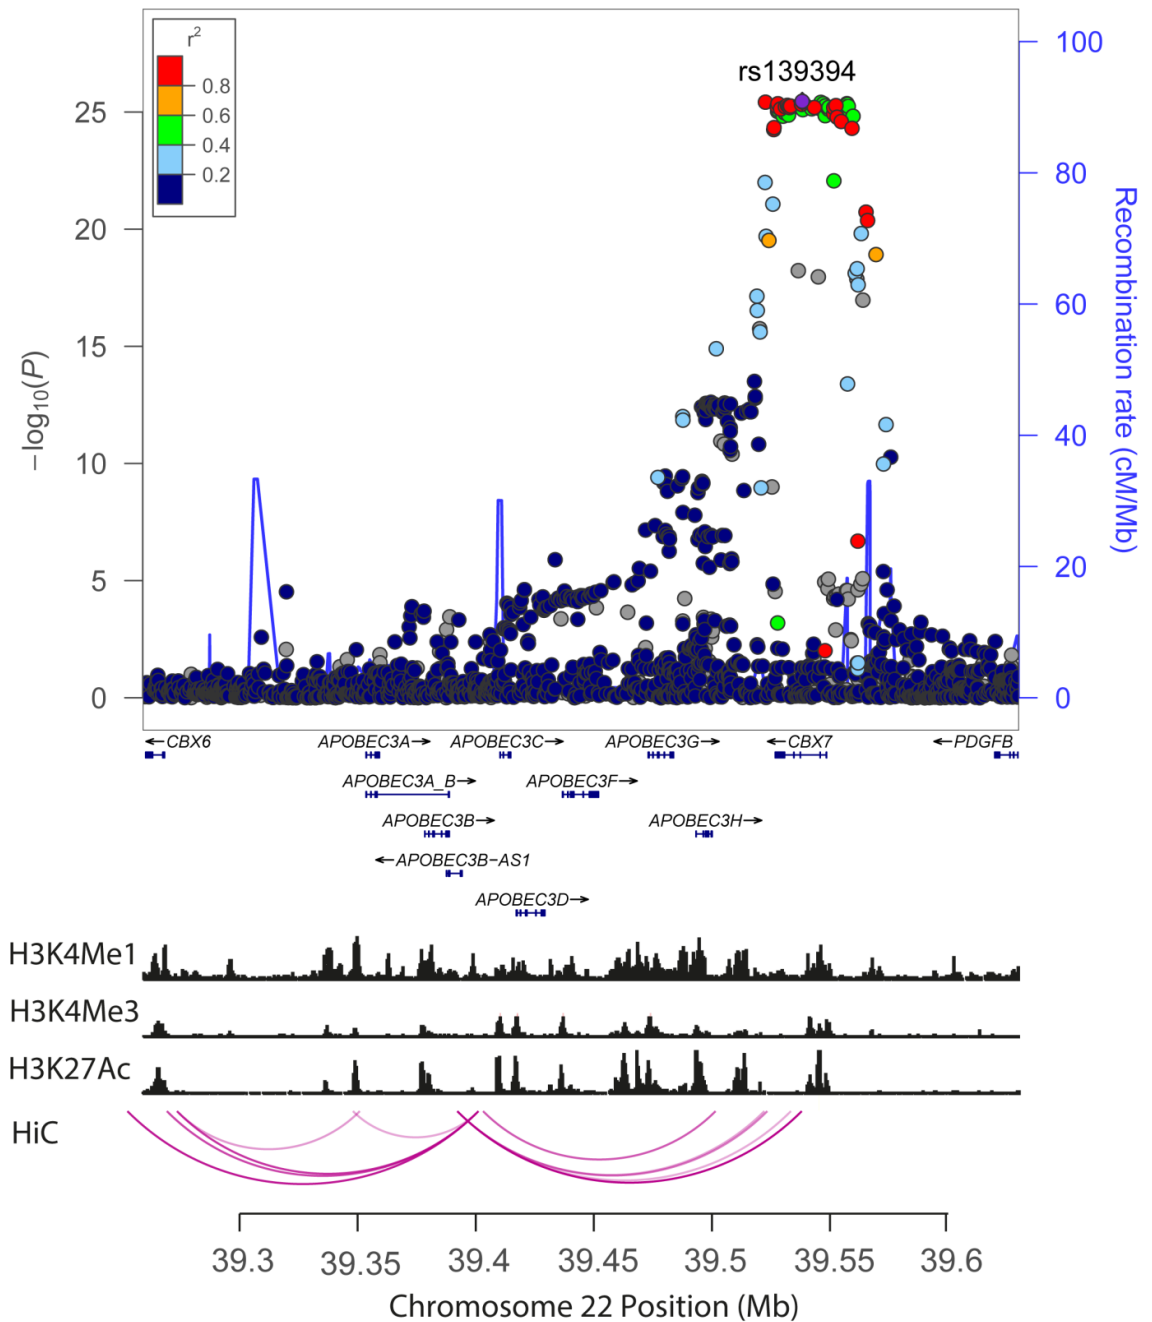 r2
0.8
0.6
0.4
0.2
rs139394
25
20
15
10
5
0
−log10(P)
100
80
60
40
20
0
Recombination rate (cM/Mb)
←CBX6
APOBEC3A→
APOBEC3C→
APOBEC3G→
←CBX7
←PDGFB
APOBEC3A_B→
APOBEC3F→
APOBEC3B→
APOBEC3H→
←APOBEC3B−AS1
APOBEC3D→
H3K4Me1
H3K4Me3
H3K27Ac
HiC
39.3 39.35 39.4 39.45 39.5 39.55 39.6
Chromosome 22 Position (Mb)